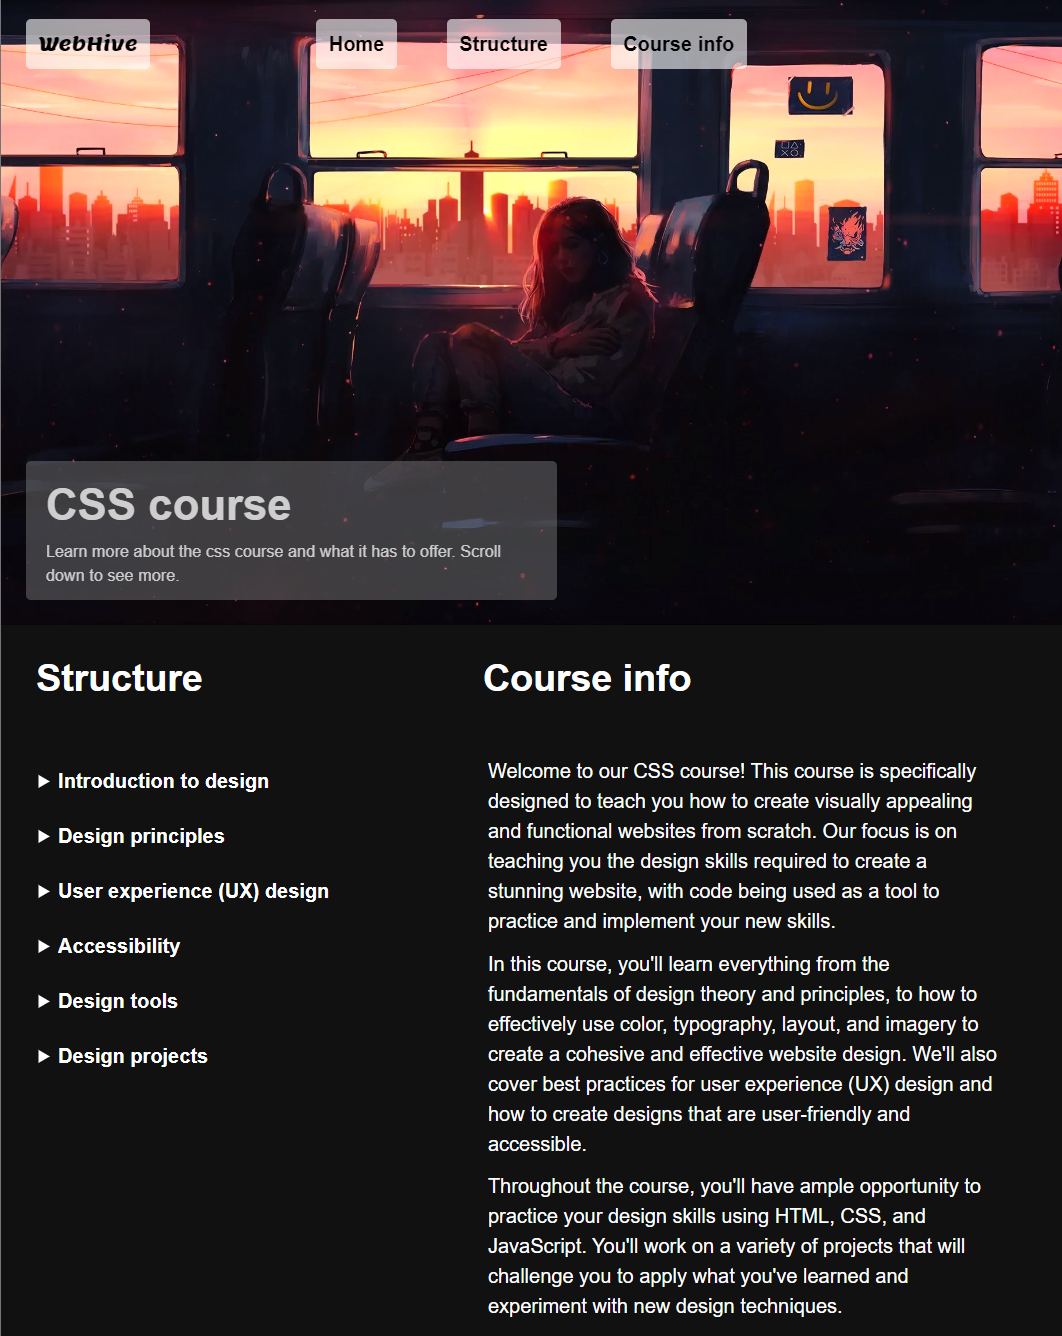 WebHive
Home
Structure
Course info
CSS course
Learn more about the css course and what it has to offer. Scroll
down to see more.
Structure
Introduction to design
Design principles
User experience (UX) design
Accessibility
Design tools
Design projects
Course info
Welcome to our CSS course! This course is specifically
designed to teach you how to create visually appealing
and functional websites from scratch. Our focus is on
teaching you the design skills required to create a
stunning website, with code being used as a tool to
practice and implement your new skills.
In this course, you'll learn everything from the
fundamentals of design theory and principles, to how to
effectively use color, typography, layout, and imagery to
create a cohesive and effective website design. We'll also
cover best practices for user experience (UX) design and
how to create designs that are user-friendly and
accessible.
Throughout the course, you'll have ample opportunity to
practice your design skills using HTML, CSS, and
JavaScript. You'll work on a variety of projects that will
challenge you to apply what you've learned and
experiment with new design techniques.